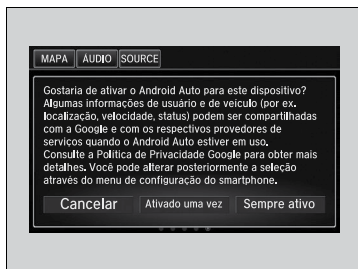 MAPA ÁUDIO SOURCE
Gostaria de ativar o Android Auto para este dispositivo?
Algumas informações de usuário e de veículo (por ex.
localização, velocidade, status) podem ser compartilhadas
com a Google e com os respectivos provedores de
serviços quando o Android Auto estiver em uso.
Consulte a Política de Privacidade Google para obter mais
detalhes. Você pode alterar posteriormente a seleção
através do menu de configuração do smartphone.
Cancelar Ativado uma vez Sempre ativo